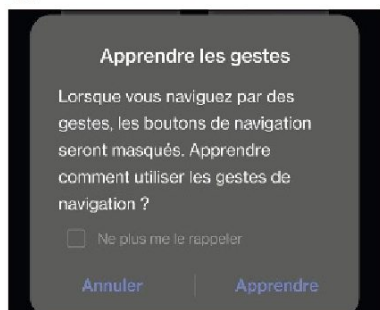 Apprendre les gestes
Lorsque vous naviguez par des
gestes, les boutons de navigation
seront masqués. Apprendre
comment utiliser les gestes de
navigation ?
Ne plus me le rappeler
Annuler
Apprendre